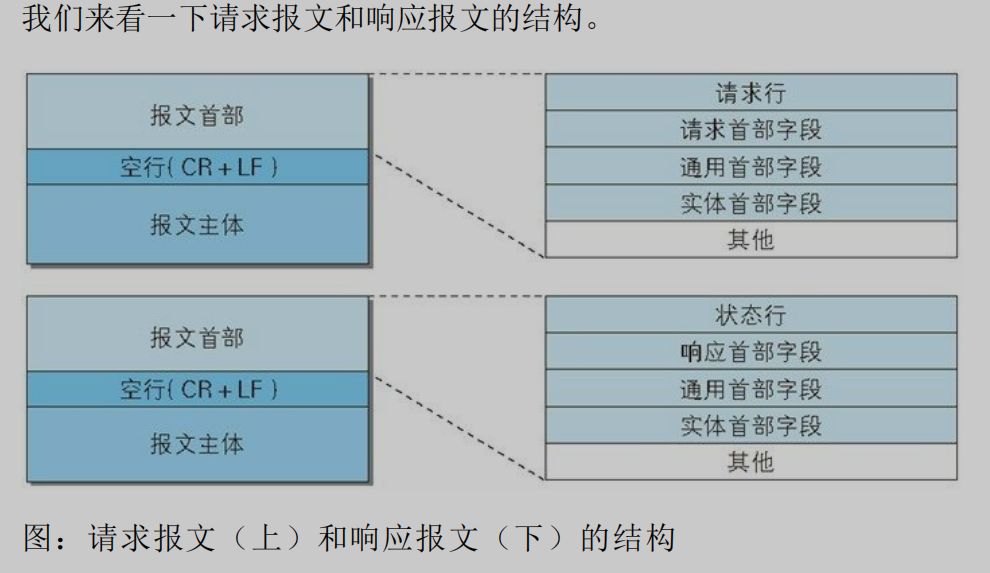 我们来看一下请求报文和响应报文的结构。
报文首部
空行(CR+LF)
报文主体
请求行
请求首部字段
通用首部字段
实体首部字段
其他
报文首部
空行(CR+LF)
报文主体
状态行
响应首部字段
通用首部字段
实体首部字段
其他
图：请求报文（上）和响应报文（下）的结构